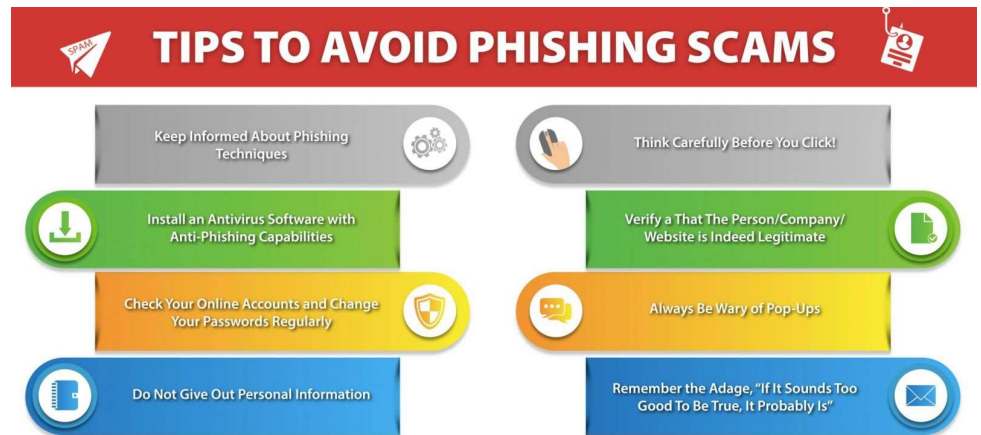 SPAM
TIPS TO AVOID PHISHING SCAMS
Keep Informed About Phishing
Techniques
Install an Antivirus Software with
Anti-Phishing Capabilities
Check Your Online Accounts and Change
Your Passwords Regularly
Do Not Give Out Personal Information
Think Carefully Before You Click!
Verify a That The Person/Company/
Website is Indeed Legitimate
Always Be Wary of Pop-Ups
Remember the Adage, “If It Sounds Too
Good To Be True, It Probably Is”